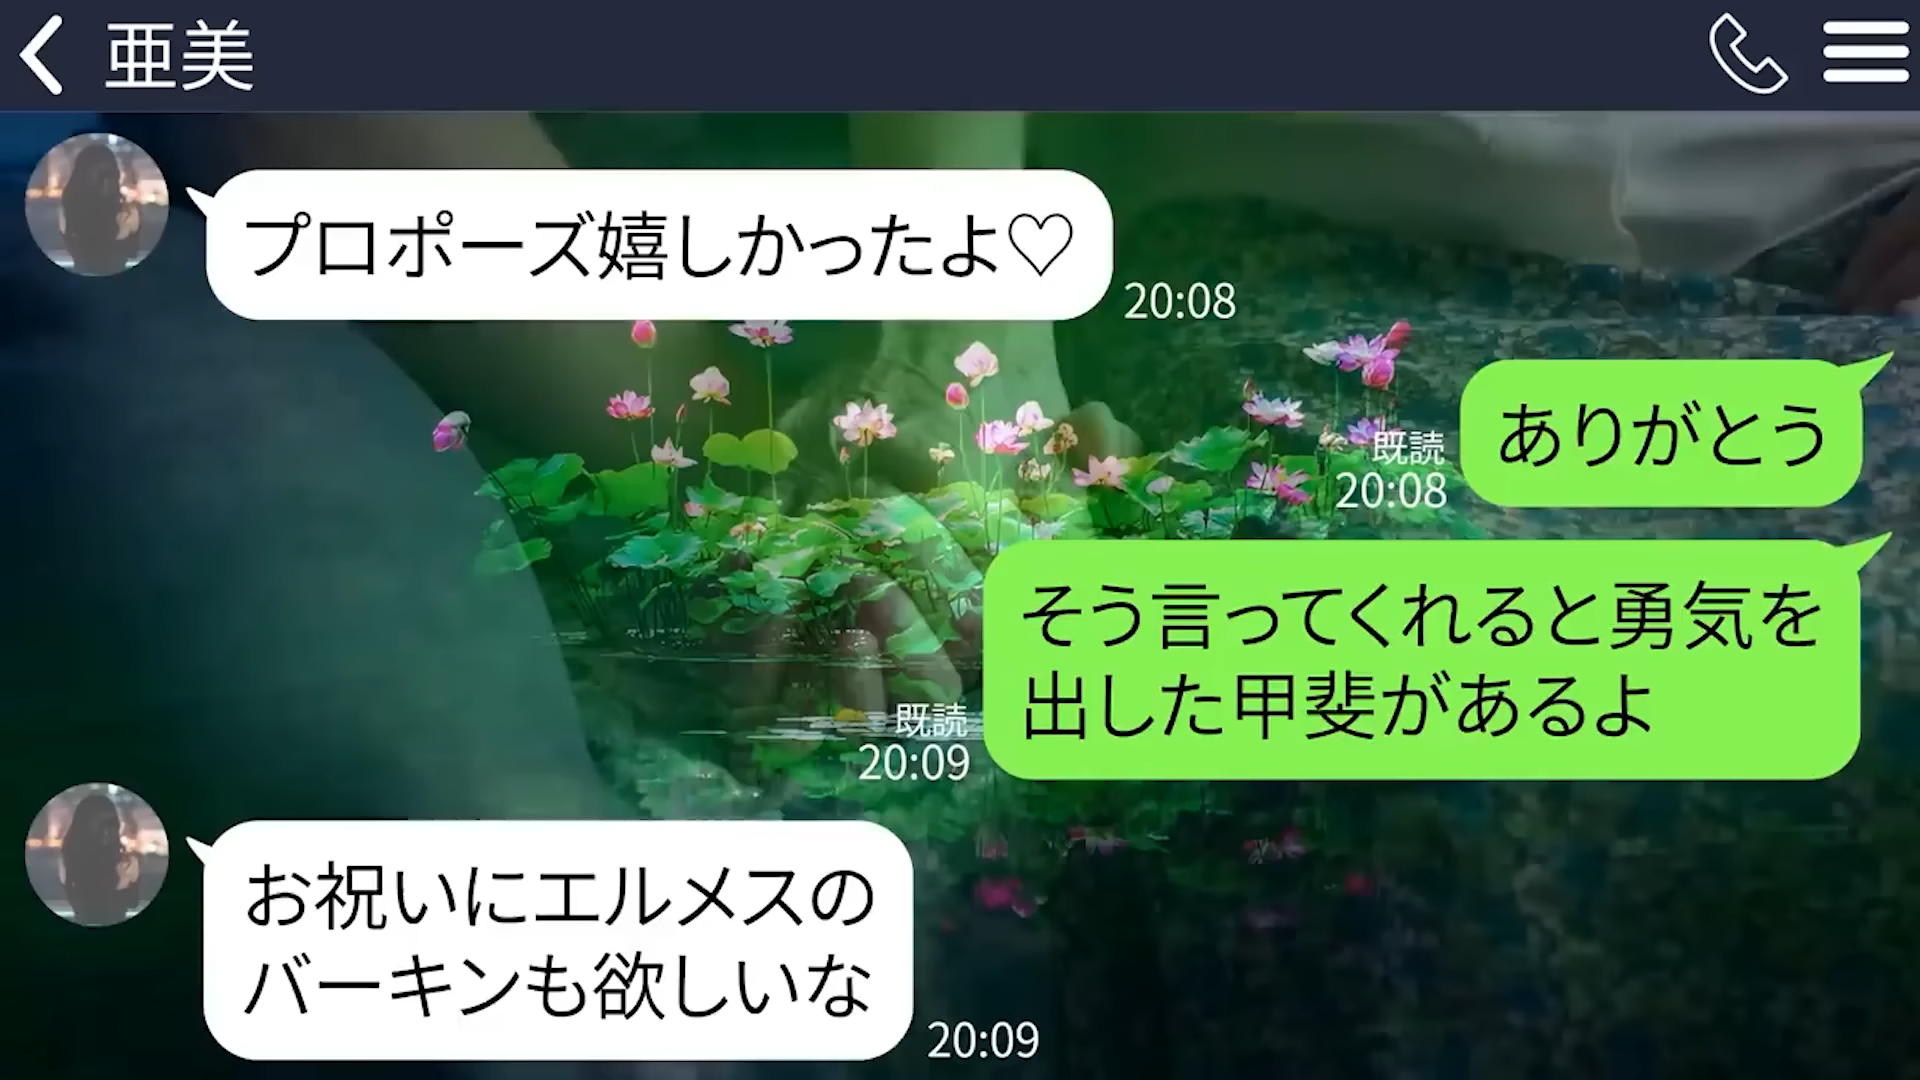 亜美
プロポーズ嬉しかったよ♡
20:08
ありがとう
既読
20:08
そう言ってくれると勇気を
出した甲斐があるよ
既読
20:09
お祝いにエルメスの
バーキンも欲しいな
20:09